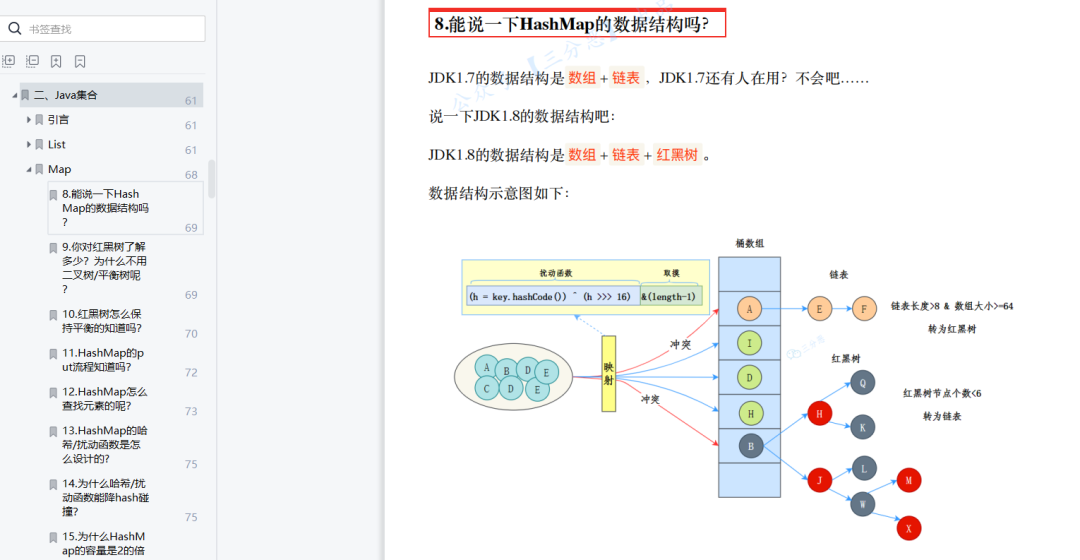 书签查找
二、Java集合
61
引言
61
List
61
Map
68
8.能说一下Hash
Map的数据结构吗
?
69
9.你对红黑树了解
多少？为什么不用
二叉树/平衡树呢
?
69
10.红黑树怎么保
持平衡的知道吗?
70
11.HashMap的p
ut流程知道吗?
72
12.HashMap怎么
查找元素的呢?
73
13.HashMap的哈
希/扰动函数是怎
么设计的?
75
14.为什么哈希/扰
动函数能降hash碰
撞?
75
15.为什么HashM
ap的容量是2的倍
8.能说一下HashMap的数据结构吗?
JDK1.7的数据结构是 数组 + 链表 ，JDK1.7还有人在用？不会吧……
说一下JDK1.8的数据结构吧：
JDK1.8的数据结构是 数组 + 链表 + 红黑树 。
数据结构示意图如下：
桶数组
扰动函数 取摸
(h = key.hashCode()) ^ (h >>> 16) &(length-1)
链表
A E F
链表长度>8 & 数组大小>=64
转为红黑树
冲突
I
映射
A B D E
C D E
D
红黑树
Q
红黑树节点个数<6
冲突
H H
转为链表
K
B
L
J M
W
X
公众号【三分恶
三分恶